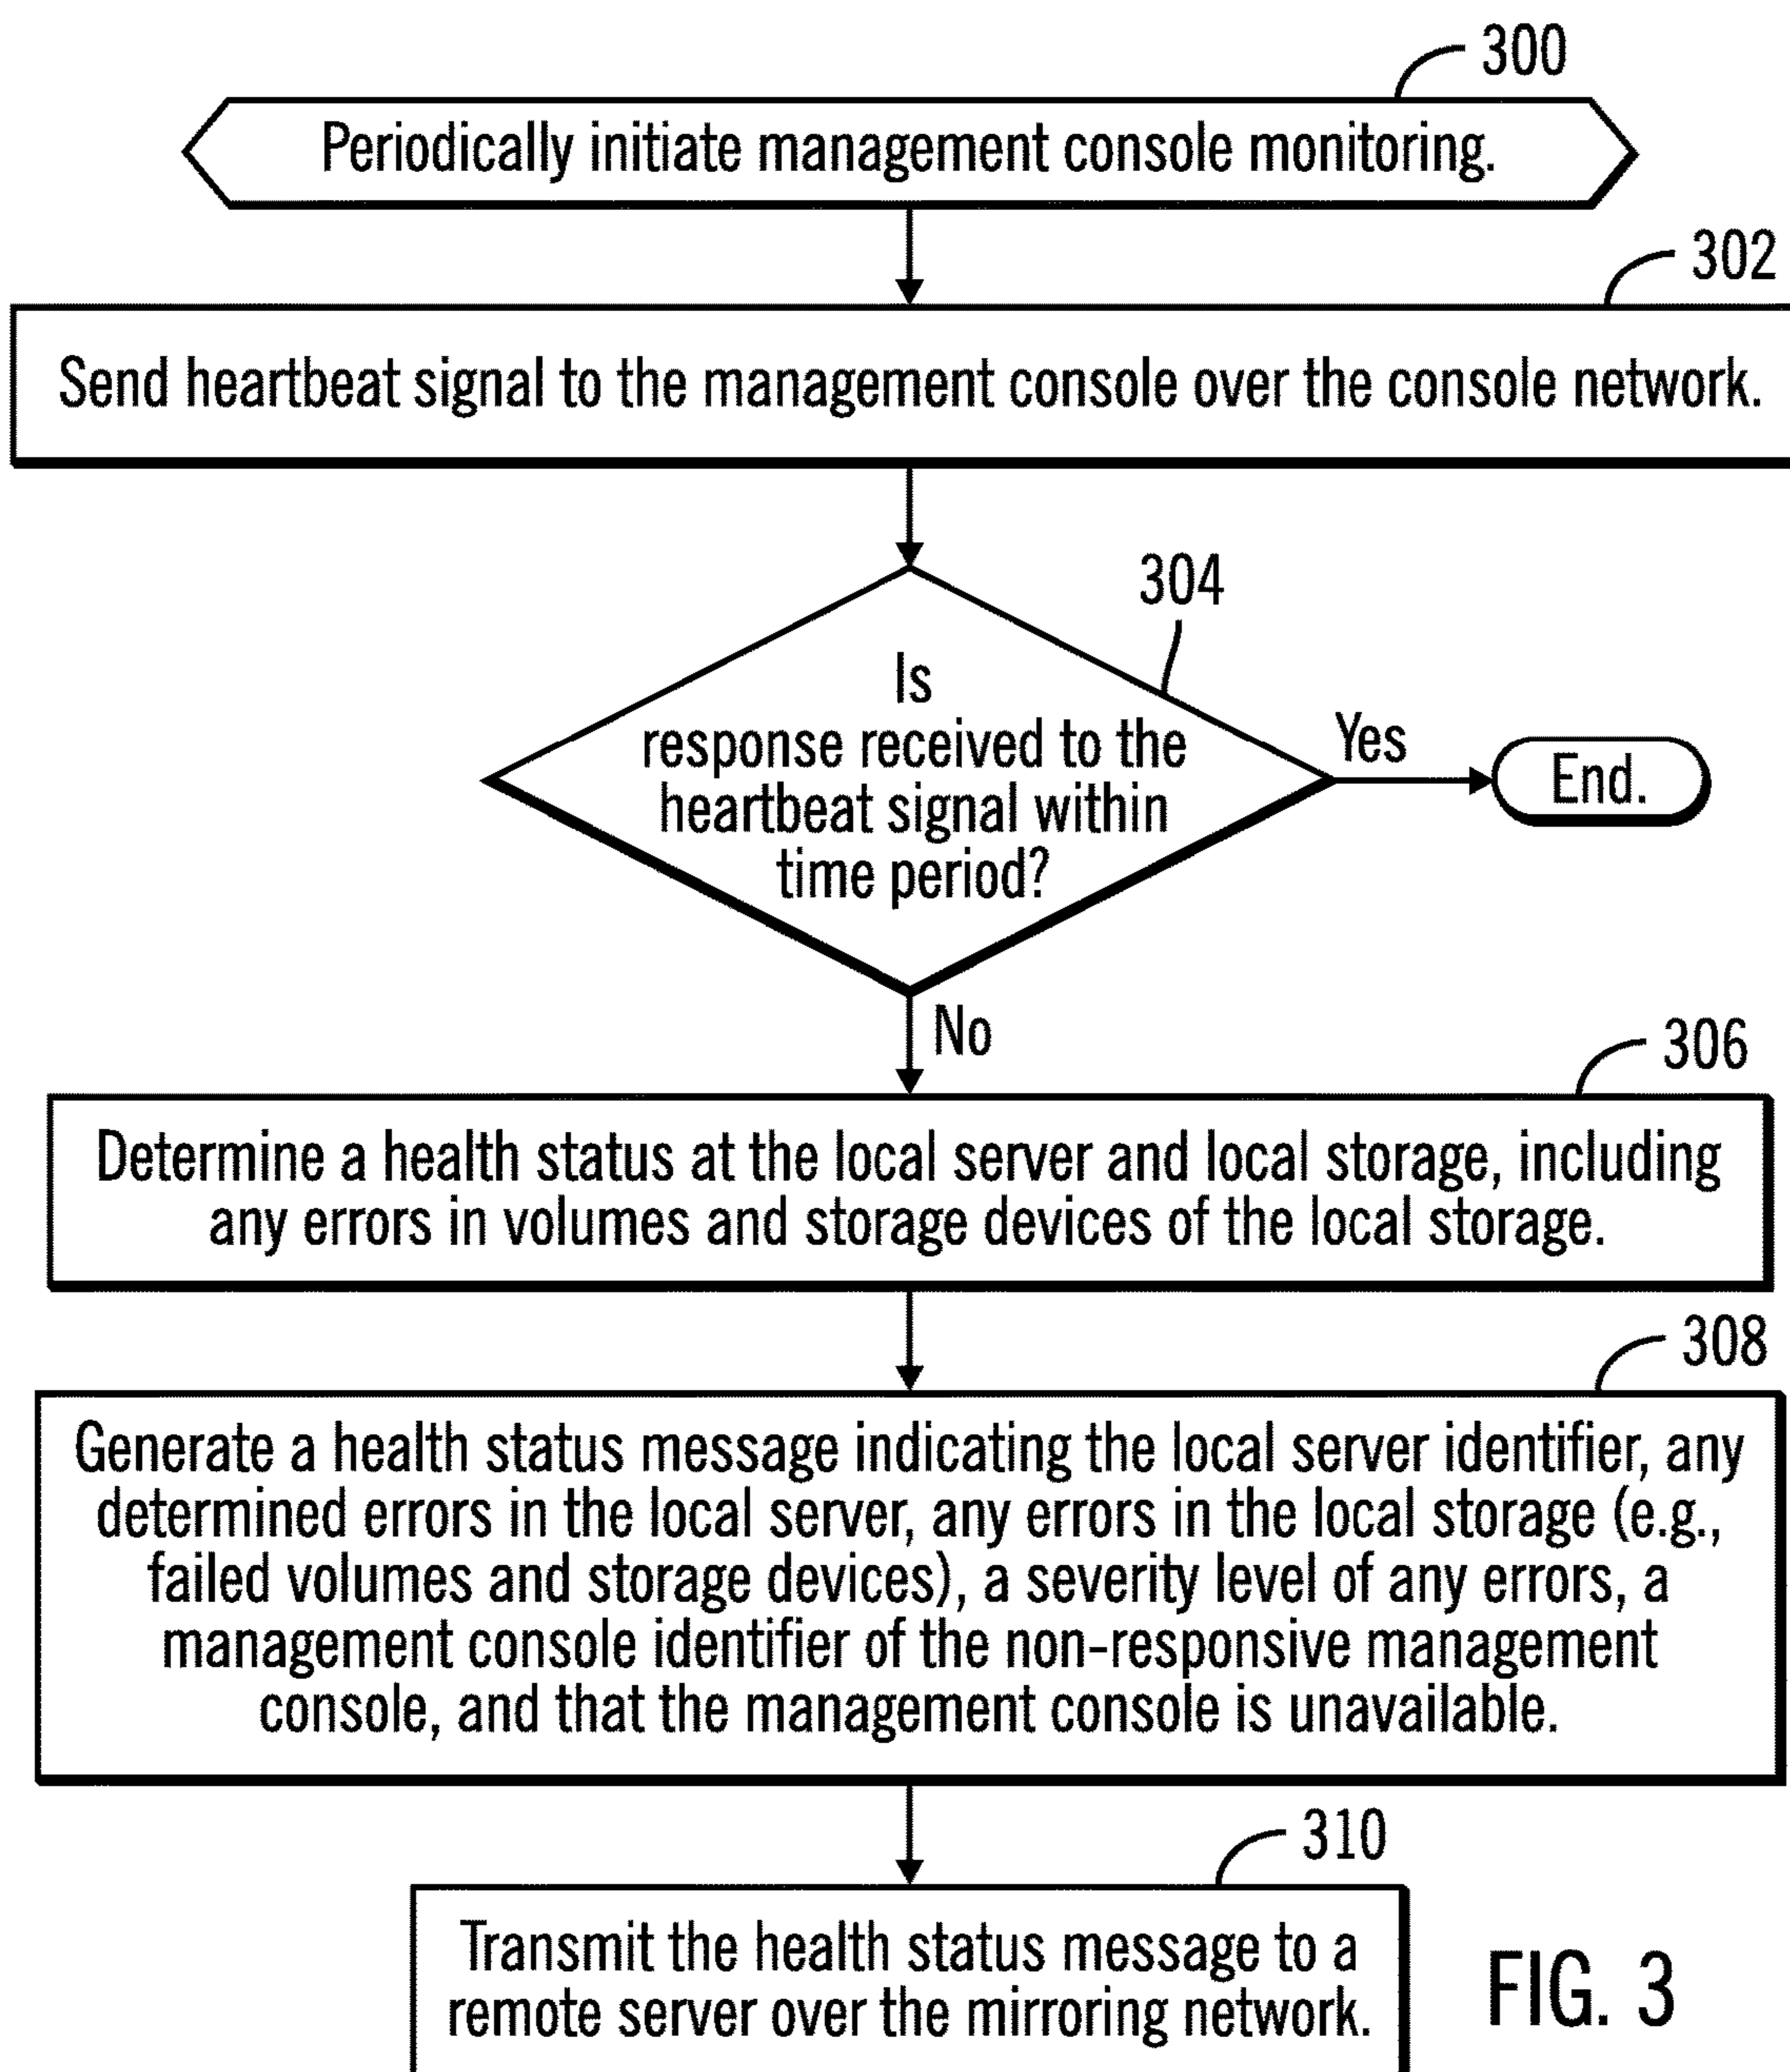 300
Periodically initiate management console monitoring.
302
Send heartbeat signal to the management console over the console network.
304
Is
response received to the
heartbeat signal within
time period?
Yes
End.
No
306
Determine a health status at the local server and local storage, including
any errors in volumes and storage devices of the local storage.
308
Generate a health status message indicating the local server identifier, any
determined errors in the local server, any errors in the local storage (e.g.,
failed volumes and storage devices), a severity level of any errors, a
management console identifier of the non-responsive management
console, and that the management console is unavailable.
310
Transmit the health status message to a
remote server over the mirroring network.
FIG. 3